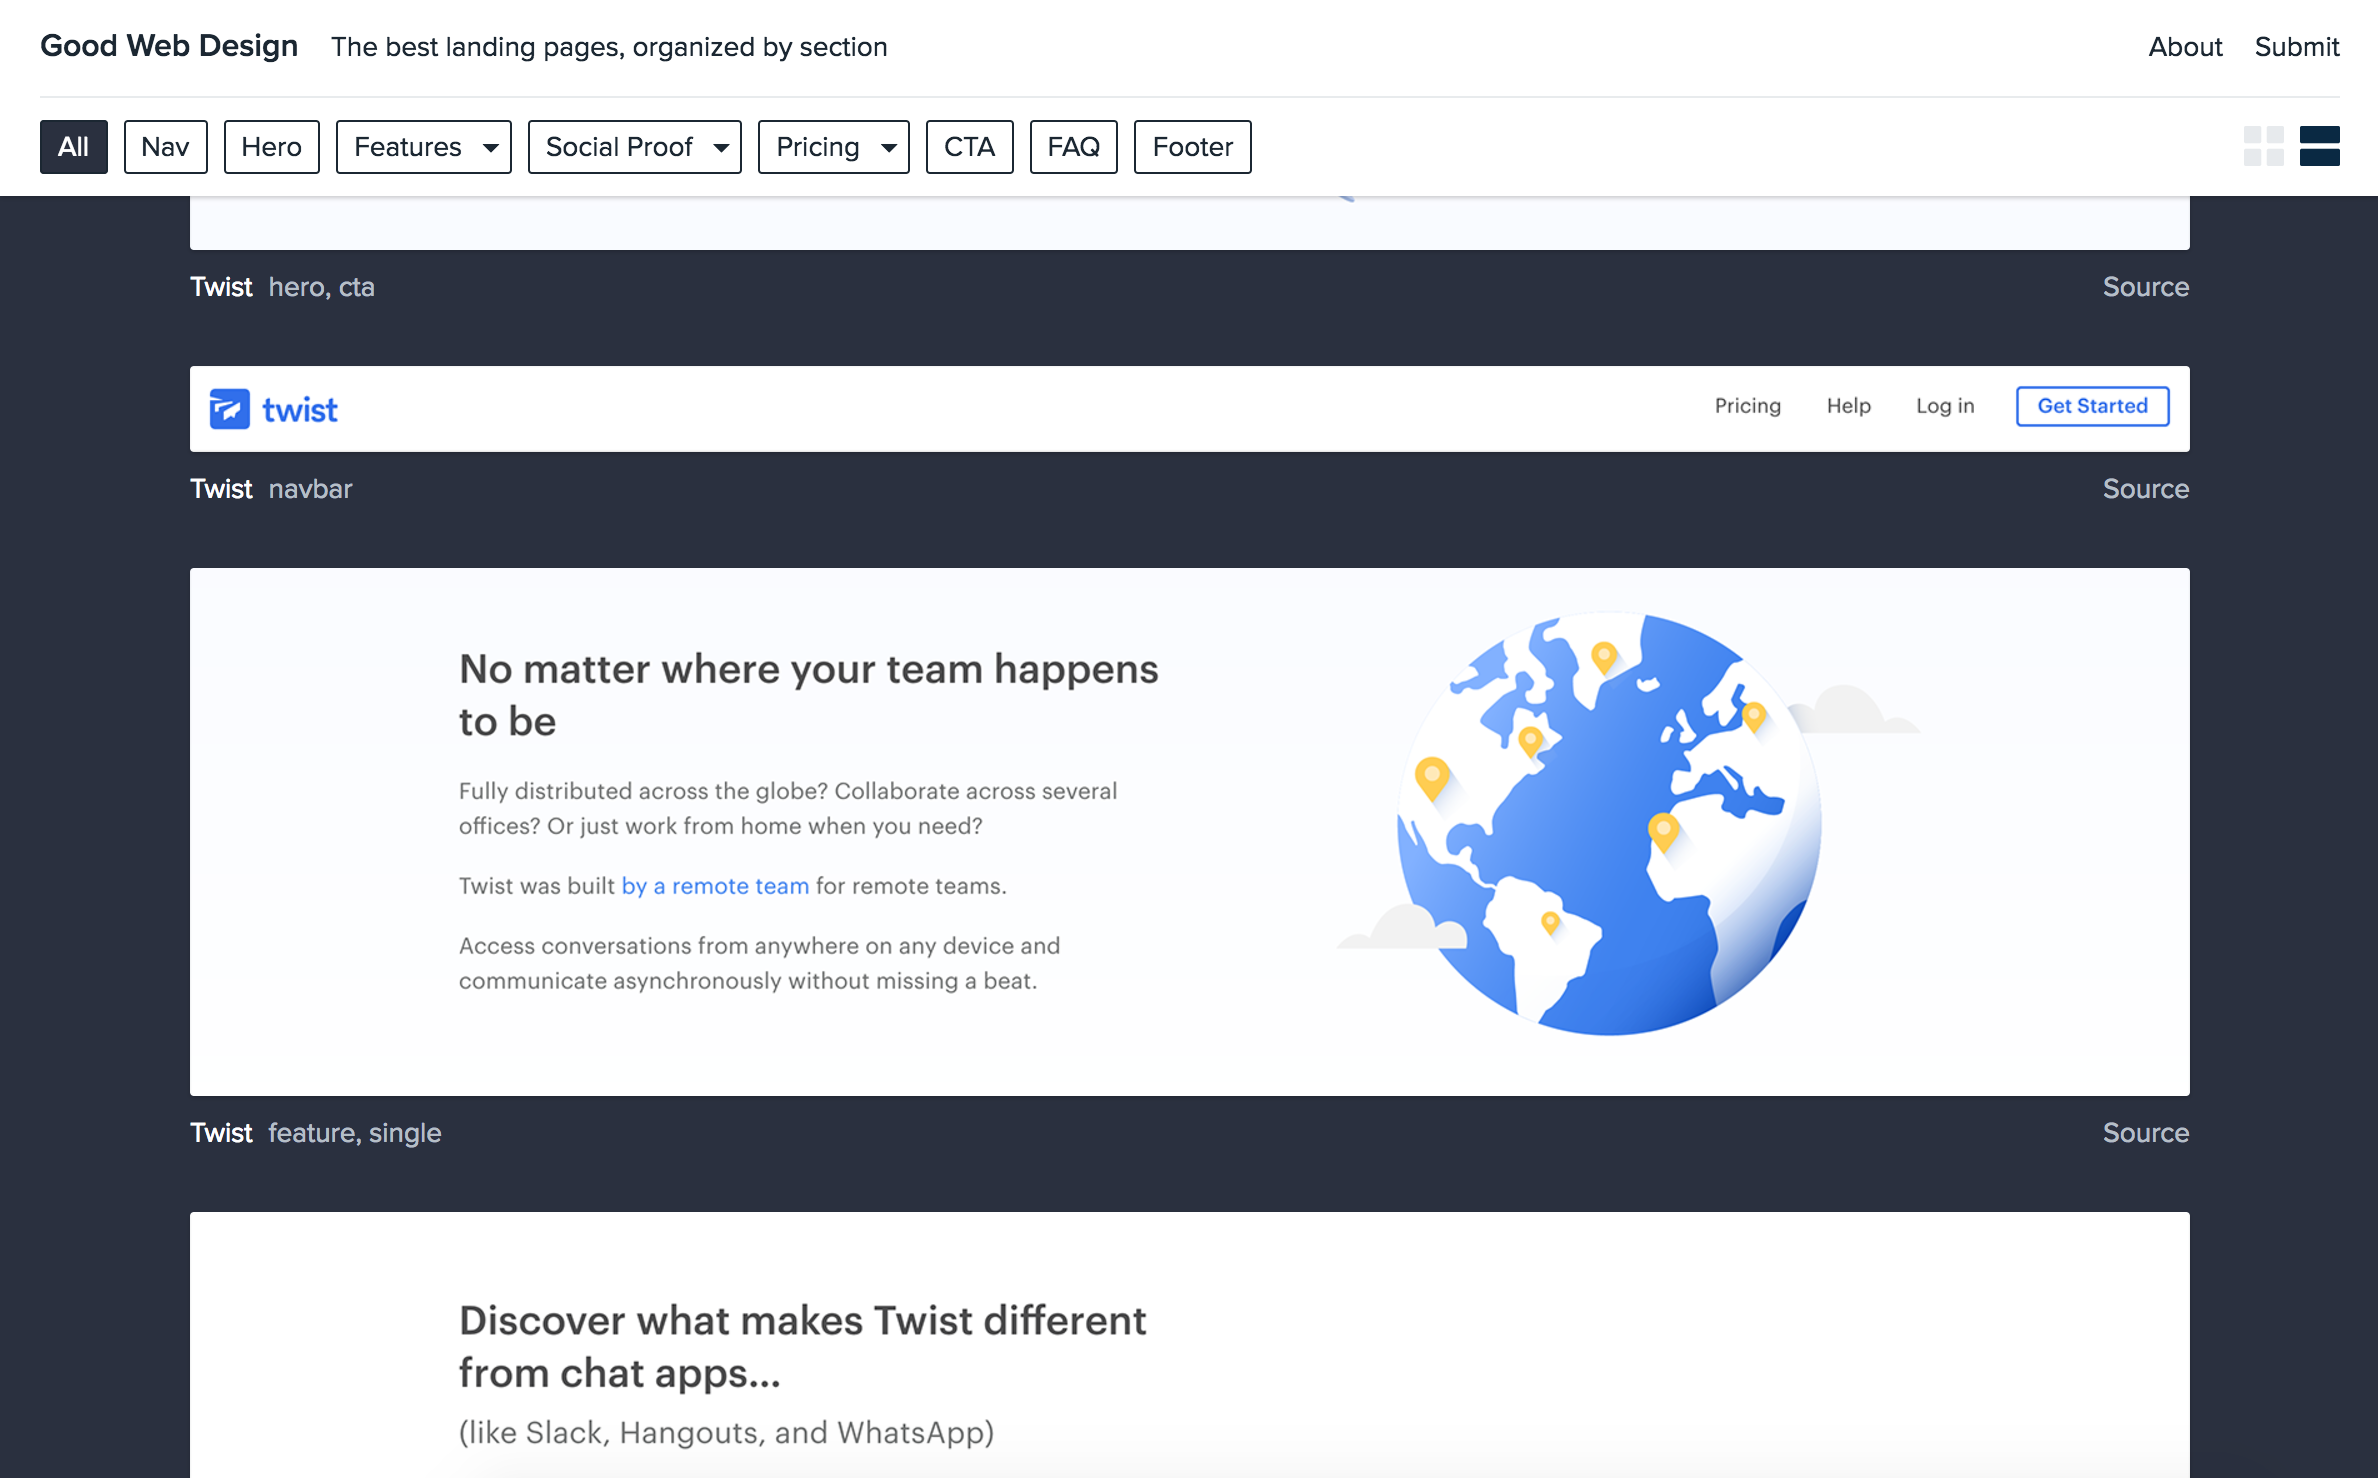 Good Web Design The best landing pages, organized by section About Submit
All Nav Hero Features Social Proof Pricing CTA FAQ Footer
Twist hero, cta Source
twist Pricing Help Log in Get Started
Twist navbar Source
No matter where your team happens
to be
Fully distributed across the globe? Collaborate across several
offices? Or just work from home when you need?
Twist was built by a remote team for remote teams.
Access conversations from anywhere on any device and
communicate asynchronously without missing a beat.
Twist feature, single Source
Discover what makes Twist different
from chat apps...
(like Slack, Hangouts, and WhatsApp)